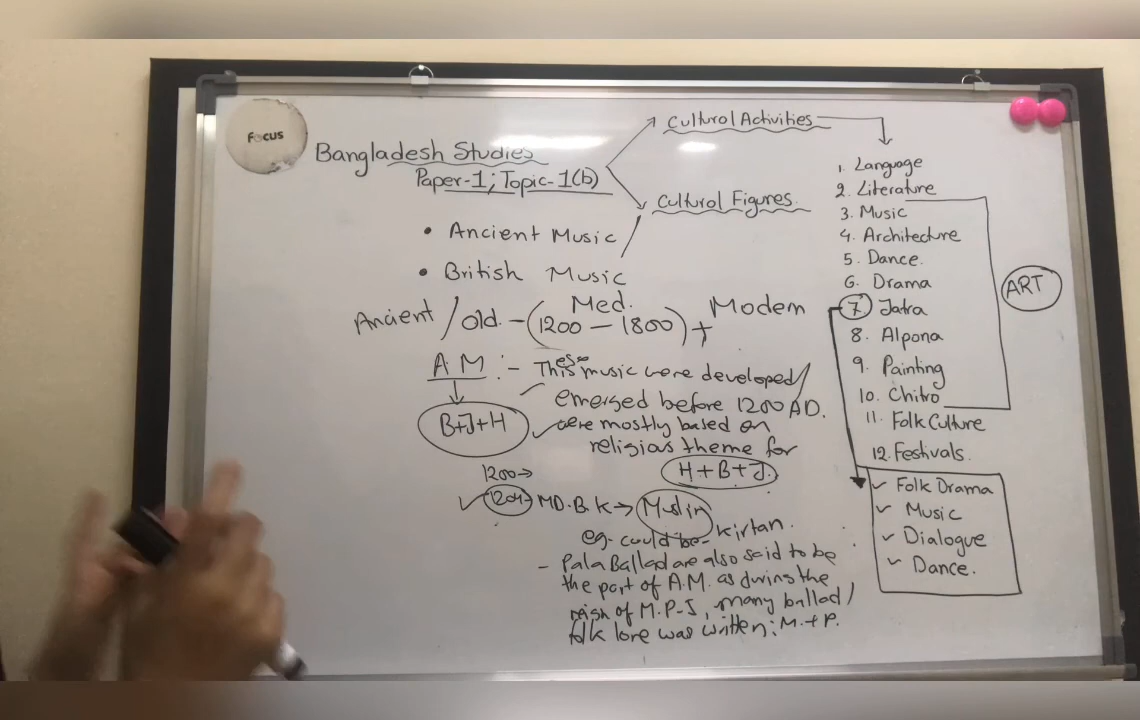 Focus
Bangladesh Studies
Paper-1; Topic-1(b)
Cultural Activities
Cultural Figures
1. Language
2. Literature
3. Music
4. Architecture
5. Dance
6. Drama
7. Jatra
8. Alpona
9. Painting
10. Chitro
11. Folk Culture
12. Festivals
ART
Folk Drama
Music
Dialogue
Dance.
• Ancient Music
• British Music
Ancient / old. - (Med. 1200 - 1800) + Modern
A M :- These music were developed /
emerged before 1200 AD.
B+J+H
were mostly based on
religious theme for
H+B+J.
1200→
1204- MD. B. K → Muslim
eg. could be - kirtan.
- Pala Ballad are also said to be
the part of A.M. as during the
reign of M.P-J, many ballad /
folk lore was written: M. + P.